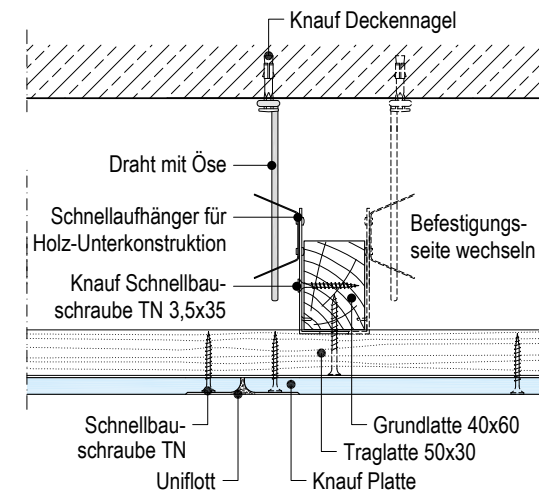 Knauf Deckennagel
Draht mit Öse
Schnellaufhänger für
Holz-Unterkonstruktion
Befestigungs-
seite wechseln
Knauf Schnellbau-
schraube TN 3,5x35
Schnellbau-
schraube TN
Grundlatte 40x60
Traglatte 50x30
Uniflott
Knauf Platte